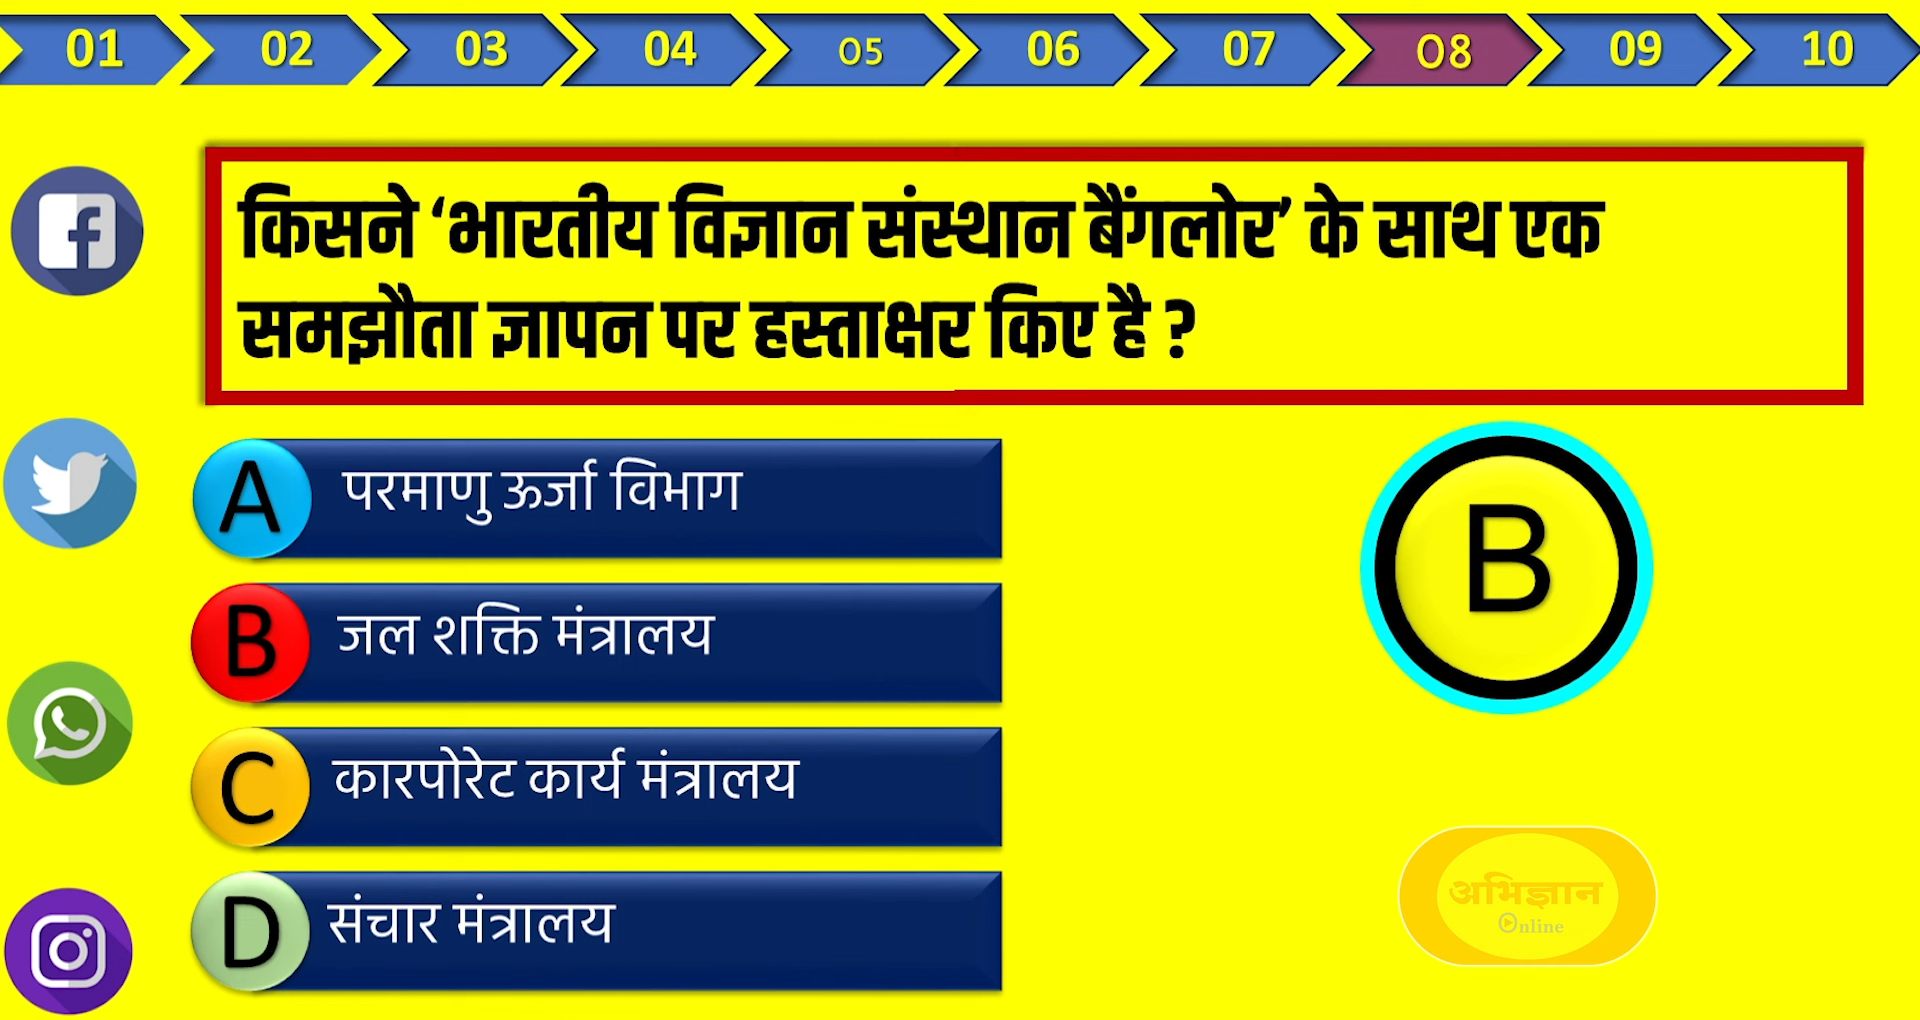 01 02 03 04 05 06 07 08 09 10
किसने ‘भारतीय विज्ञान संस्थान बैंगलोर’ के साथ एक
समझौता ज्ञापन पर हस्ताक्षर किए है ?
A परमाणु ऊर्जा विभाग
B जल शक्ति मंत्रालय
C कारपोरेट कार्य मंत्रालय
D संचार मंत्रालय
B
अभिज्ञान
Online